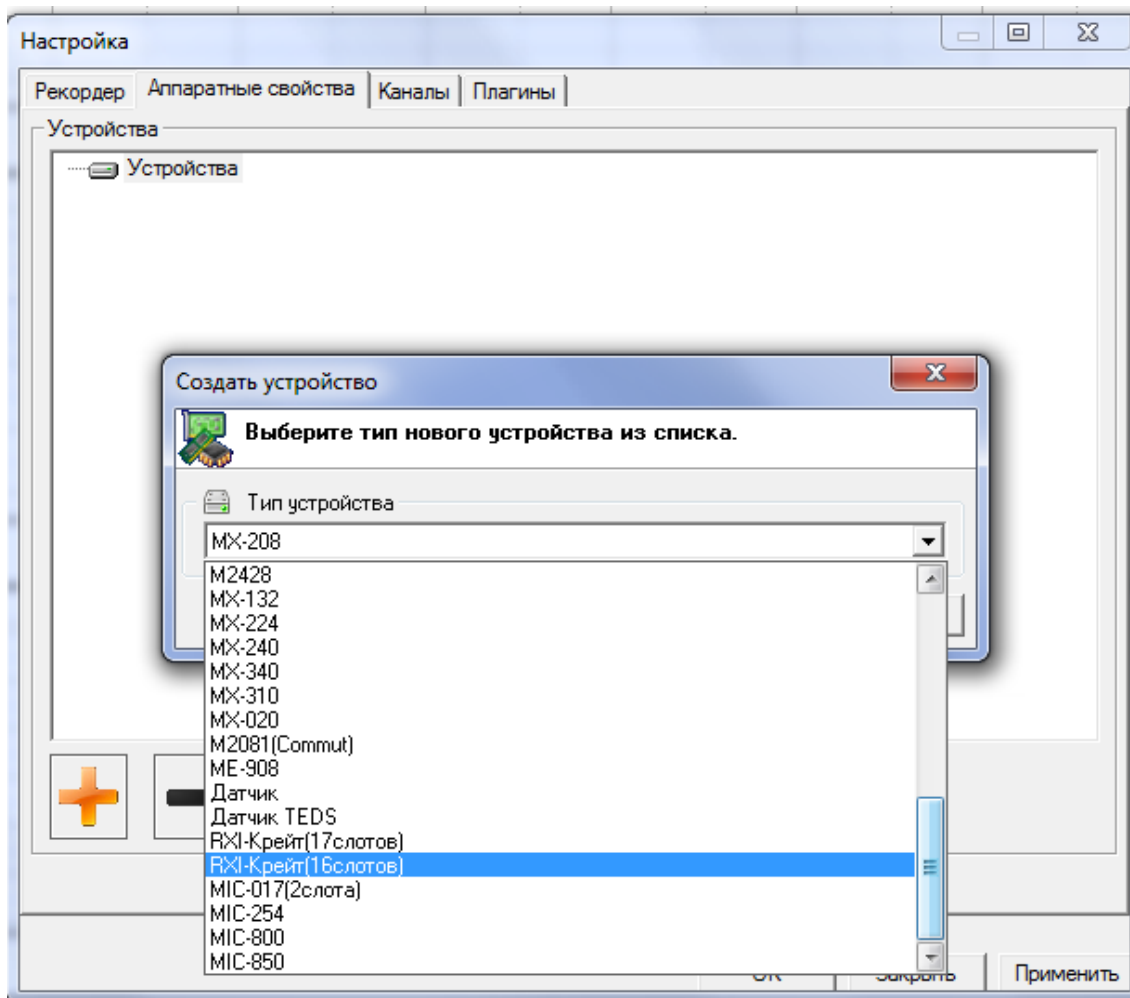 Настройка
Рекордер Аппаратные свойства Каналы Плагины
Устройства
Устройства
Создать устройство
Выберите тип нового устройства из списка.
Тип устройства
MX-208
M2428
MX-132
MX-224
MX-240
MX-340
MX-310
MX-020
M2081(Commut)
ME-908
Датчик
Датчик TEDS
RXI-Крейт(17слотов)
RXI-Крейт(16слотов)
MIC-017(2слота)
MIC-254
MIC-800
MIC-850
OK Закрыть Применить